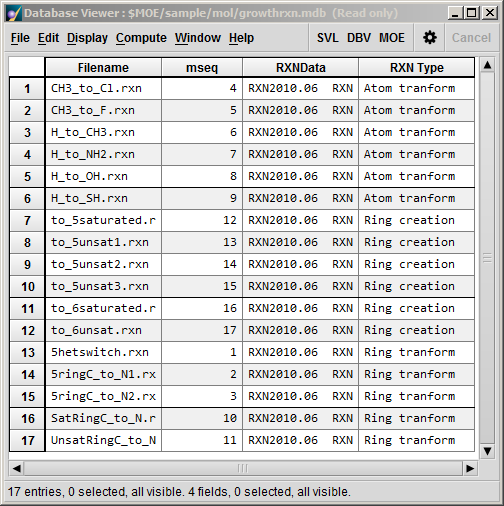 Database Viewer : $MOE/sample/mol/growthrxn.mdb (Read only)
File Edit Display Compute Window Help SVL DBV MOE Cancel
Filename mseq RXNData RXN Type
1 CH3_to_Cl.rxn 4 RXN2010.06 RXN Atom tranform
2 CH3_to_F.rxn 5 RXN2010.06 RXN Atom tranform
3 H_to_CH3.rxn 6 RXN2010.06 RXN Atom tranform
4 H_to_NH2.rxn 7 RXN2010.06 RXN Atom tranform
5 H_to_OH.rxn 8 RXN2010.06 RXN Atom tranform
6 H_to_SH.rxn 9 RXN2010.06 RXN Atom tranform
7 to_5saturated.r 12 RXN2010.06 RXN Ring creation
8 to_5unsat1.rxn 13 RXN2010.06 RXN Ring creation
9 to_5unsat2.rxn 14 RXN2010.06 RXN Ring creation
10 to_5unsat3.rxn 15 RXN2010.06 RXN Ring creation
11 to_6saturated.r 16 RXN2010.06 RXN Ring creation
12 to_6unsat.rxn 17 RXN2010.06 RXN Ring creation
13 5hetswitch.rxn 1 RXN2010.06 RXN Ring tranform
14 5ringC_to_N1.rx 2 RXN2010.06 RXN Ring tranform
15 5ringC_to_N2.rx 3 RXN2010.06 RXN Ring tranform
16 SatRingC_to_N.r 10 RXN2010.06 RXN Ring tranform
17 UnsatRingC_to_N 11 RXN2010.06 RXN Ring tranform
17 entries, 0 selected, all visible. 4 fields, 0 selected, all visible.